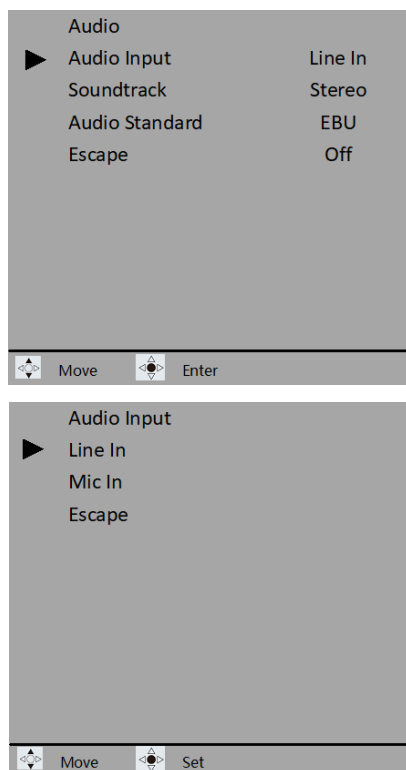 Audio
Audio Input Line In
Soundtrack Stereo
Audio Standard EBU
Escape Off
Move Enter
Audio Input
Line In
Mic In
Escape
Move Set